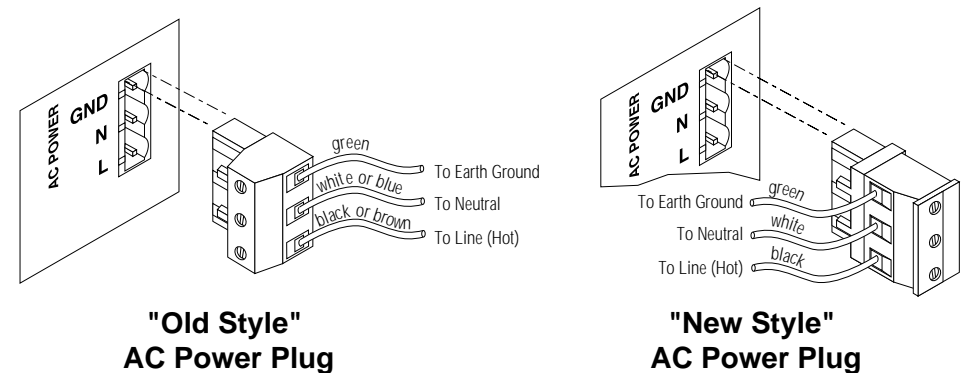 AC POWER
GND
N
L
green
white or blue
black or brown
To Earth Ground
To Neutral
To Line (Hot)
"Old Style"
AC Power Plug
AC POWER
GND
N
L
To Earth Ground
To Neutral
To Line (Hot)
green
white
black
"New Style"
AC Power Plug